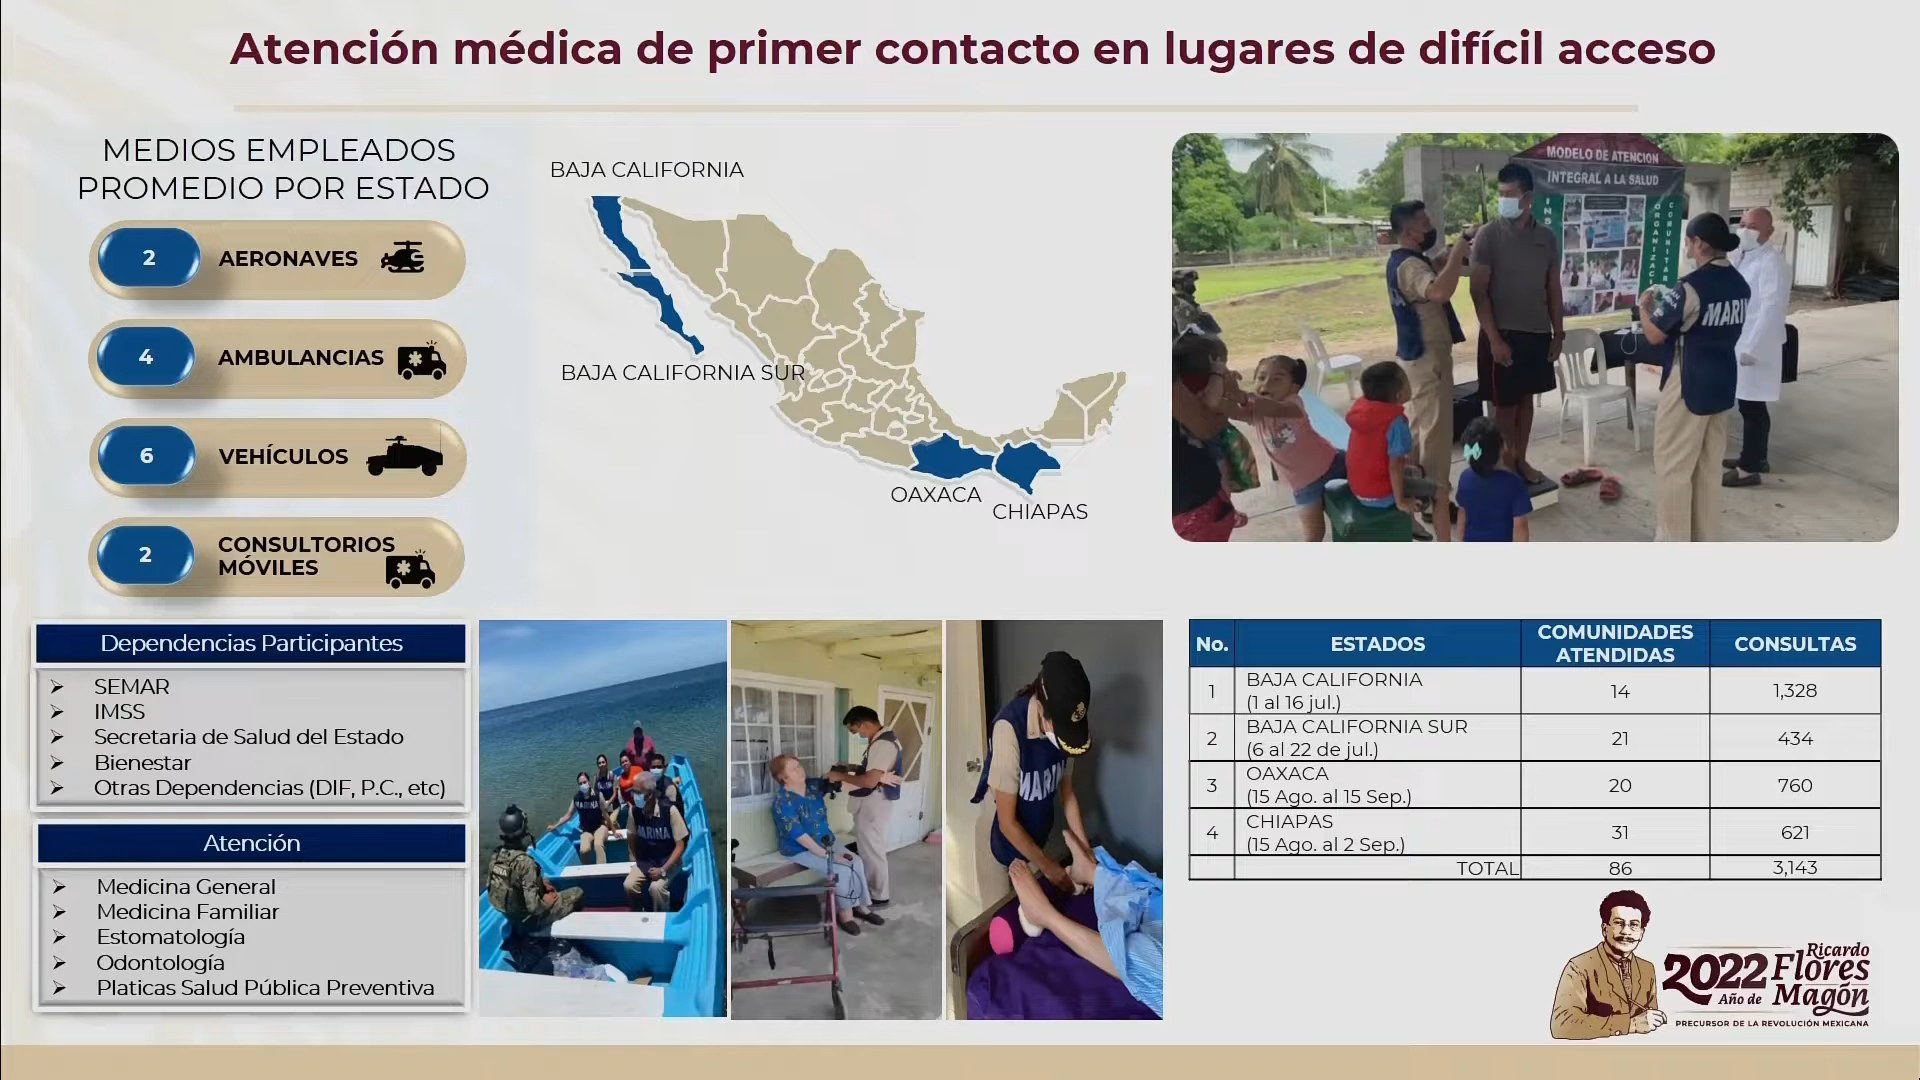 Atención médica de primer contacto en lugares de difícil acceso
MEDIOS EMPLEADOS
PROMEDIO POR ESTADO
2 AERONAVES
4 AMBULANCIAS
6 VEHÍCULOS
2 CONSULTORIOS
MÓVILES
BAJA CALIFORNIA
BAJA CALIFORNIA SUR
OAXACA
CHIAPAS
MODELO DE ATENCION
INTEGRAL A LA SALUD
MARI
Dependencias Participantes
SEMAR
IMSS
Secretaria de Salud del Estado
Bienestar
Otras Dependencias (DIF, P.C., etc)
Atención
Medicina General
Medicina Familiar
Estomatología
Odontología
Platicas Salud Pública Preventiva
MARINA
MARINA
MARINA
No. ESTADOS COMUNIDADES ATENDIDAS CONSULTAS
1 BAJA CALIFORNIA (1 al 16 jul.) 14 1,328
2 BAJA CALIFORNIA SUR (6 al 22 de jul.) 21 434
3 OAXACA (15 Ago. al 15 Sep.) 20 760
4 CHIAPAS (15 Ago. al 2 Sep.) 31 621
TOTAL 86 3,143
2022 Año de
Ricardo
Flores
Magón
PRECURSOR DE LA REVOLUCIÓN MEXICANA